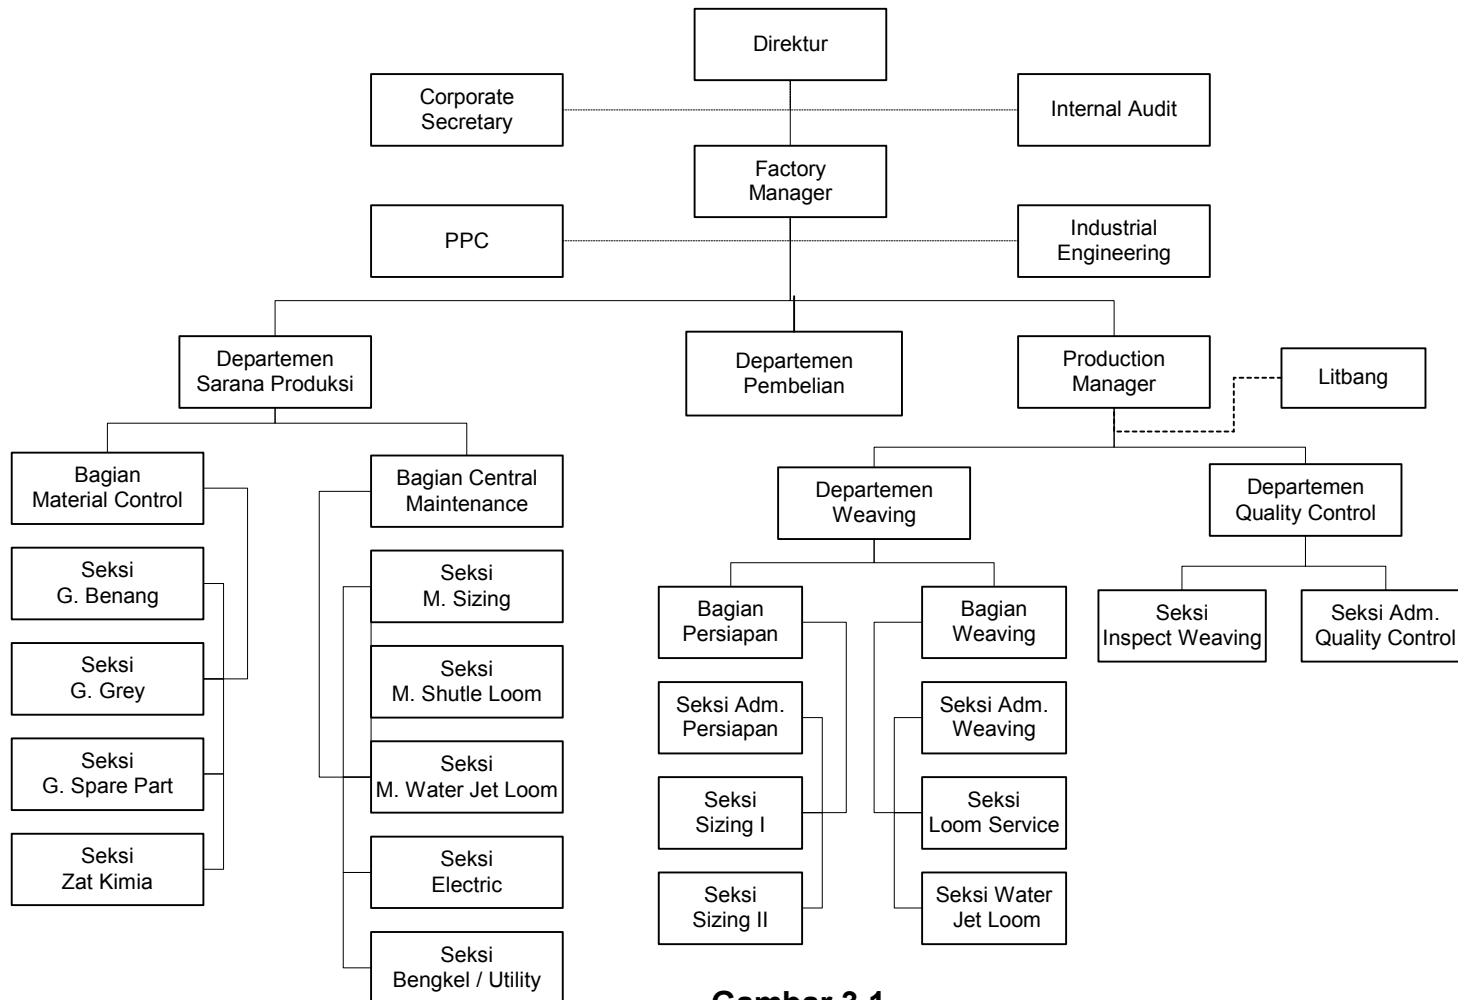 Direktur
Corporate
Secretary
Internal Audit
Factory
Manager
PPC
Industrial
Engineering
Departemen
Sarana Produksi
Departemen
Pembelian
Production
Manager
Litbang
Bagian
Material Control
Bagian Central
Maintenance
Departemen
Weaving
Departemen
Quality Control
Seksi
G. Benang
Seksi
G. Grey
Seksi
G. Spare Part
Seksi
Zat Kimia
Seksi
M. Sizing
Seksi
M. Shutle Loom
Seksi
M. Water Jet Loom
Seksi
Electric
Seksi
Bengkel / Utility
Bagian
Persiapan
Seksi Adm.
Persiapan
Seksi
Sizing I
Seksi
Sizing II
Bagian
Weaving
Seksi Adm.
Weaving
Seksi
Loom Service
Seksi Water
Jet Loom
Seksi
Inspect Weaving
Seksi Adm.
Quality Control
Gambar 3.1